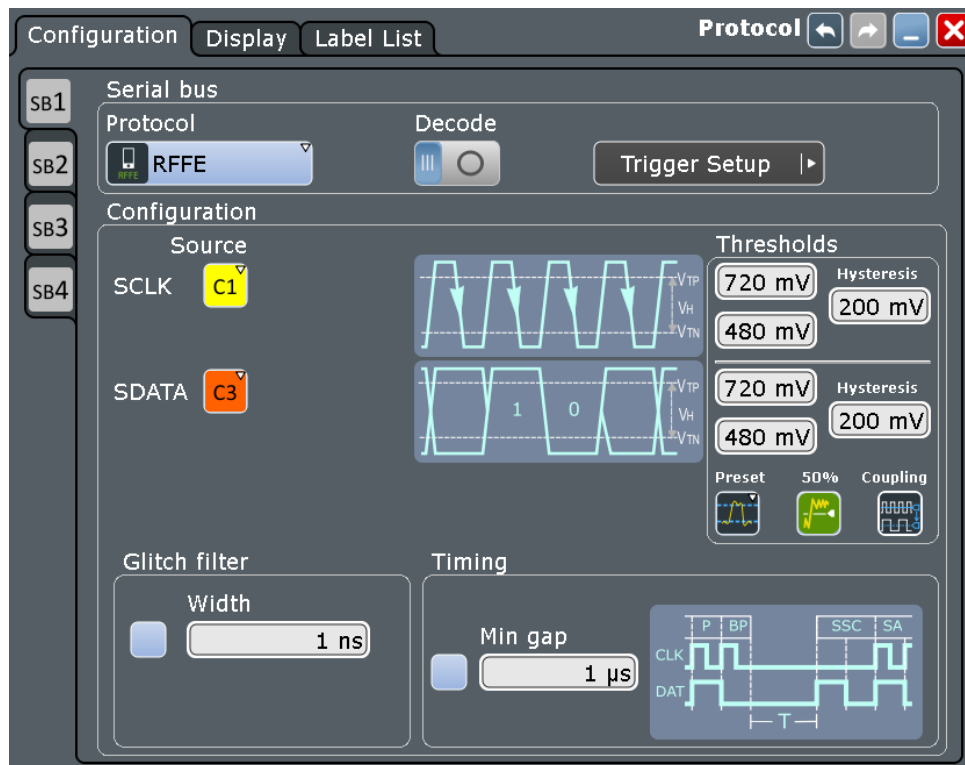 Configuration Display Label List Protocol
SB1
SB2
SB3
SB4
Serial bus
Protocol Decode
RFFE RFFE Trigger Setup
Configuration
Source Thresholds
SCLK C1
VTP
VH
VTN
720 mV Hysteresis
480 mV 200 mV
SDATA C3
1 0
VTP
VH
VTN
720 mV Hysteresis
480 mV 200 mV
Preset 50% Coupling
Glitch filter
Width
1 ns
Timing
Min gap
1 µs
P BP SSC SA
CLK
DAT
T